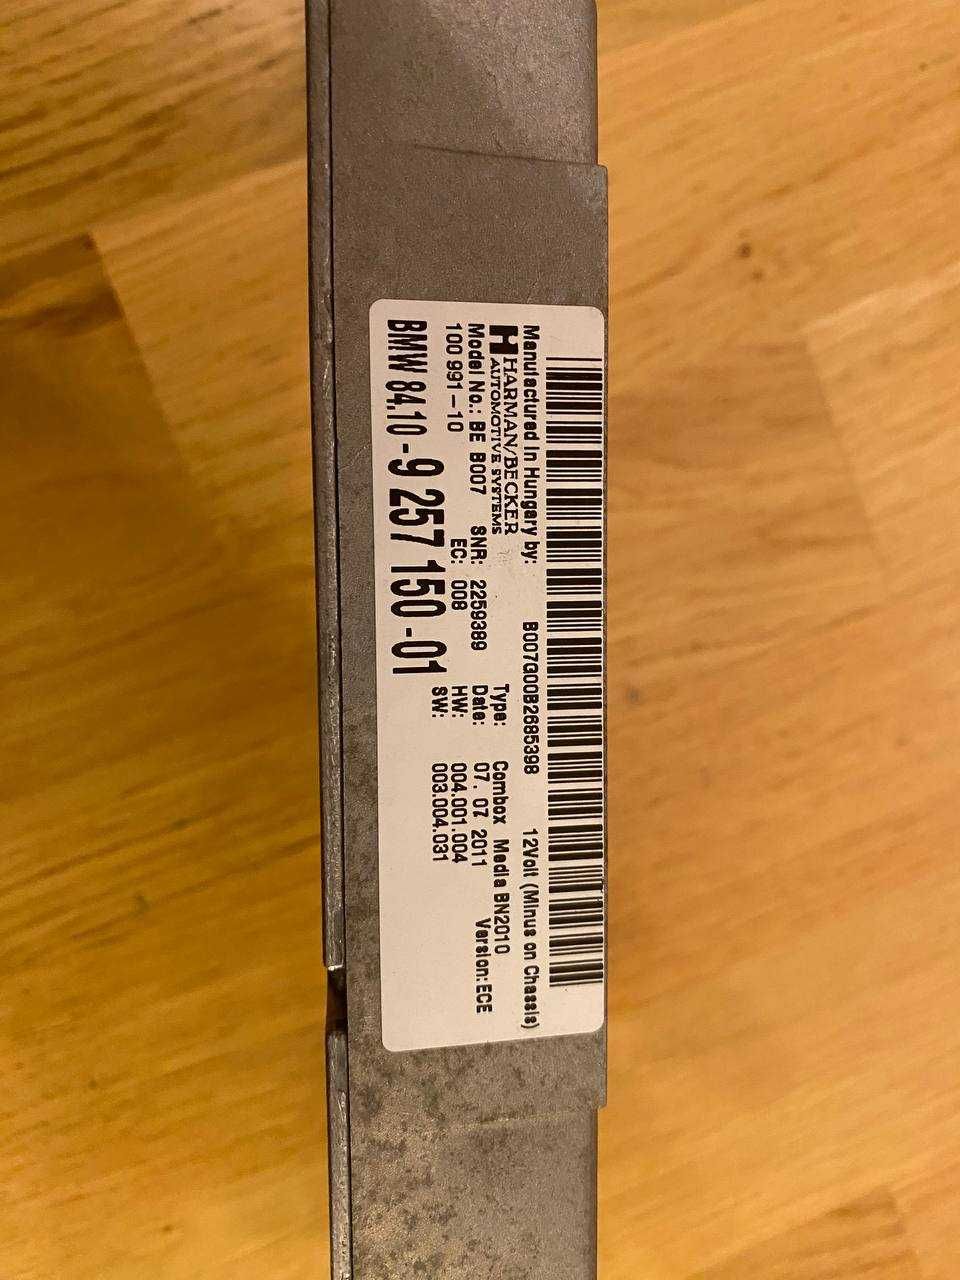 B007G00B2685398 12Volt (Minus on Chassis)
Manufactured in Hungary by:
H HARMAN/BECKER
AUTOMOTIVE SYSTEMS
Type: Combox Media BN2010
Model No.: BE B007 SNR: 2259389 Date: 07. 07 2011 Version: ECE
100 991-10 EC: 008 HW: 004.001.004
SW: 003.004.031
BMW 84.10-9 257 150-01